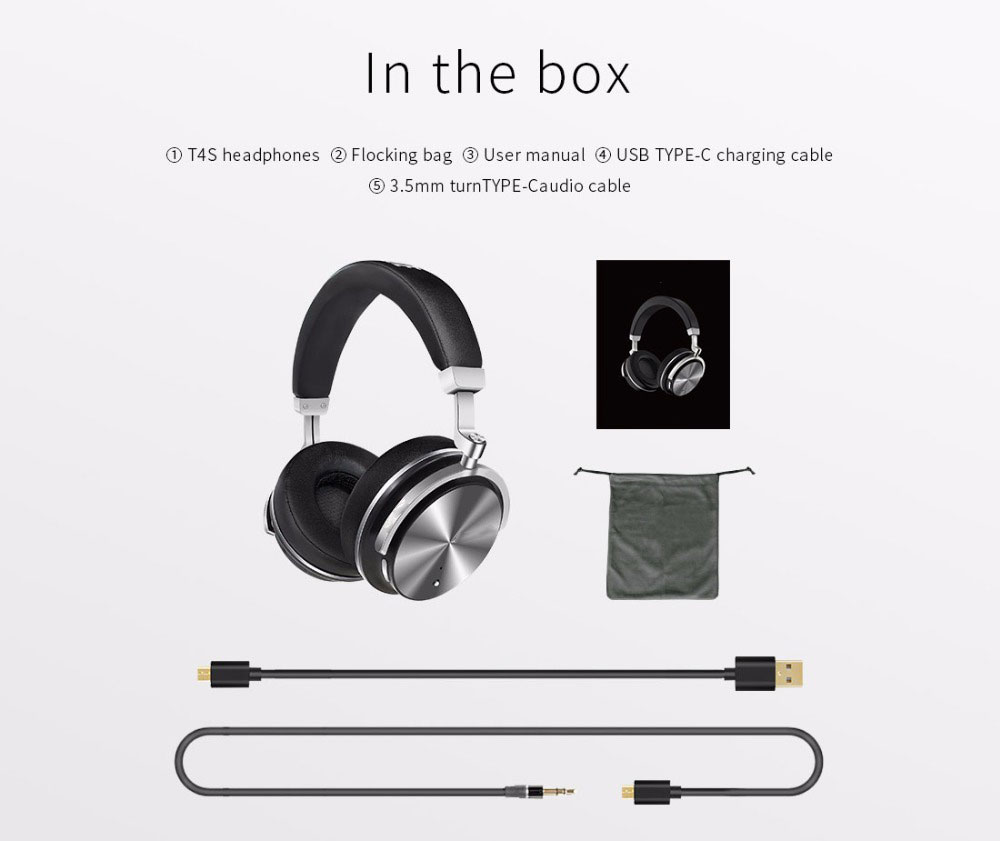 In the box
① T4S headphones ② Flocking bag ③ User manual ④ USB TYPE-C charging cable
⑤ 3.5mm turnTYPE-Caudio cable